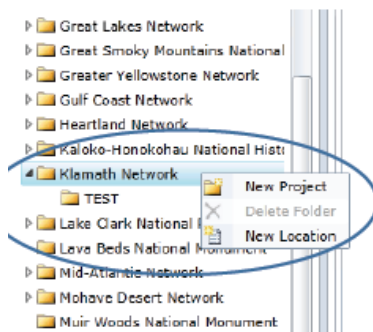 Great Lakes Network
Great Smoky Mountains National
Greater Yellowstone Network
Gulf Coast Network
Heartland Network
Kaloko-Honokohau National Histo
Klamath Network
New Project
TEST
Delete Folder
Lake Clark National
New Location
Lava Beds National Monument
Mid-Atlantic Network
Mohave Desert Network
Muir Woods National Monument